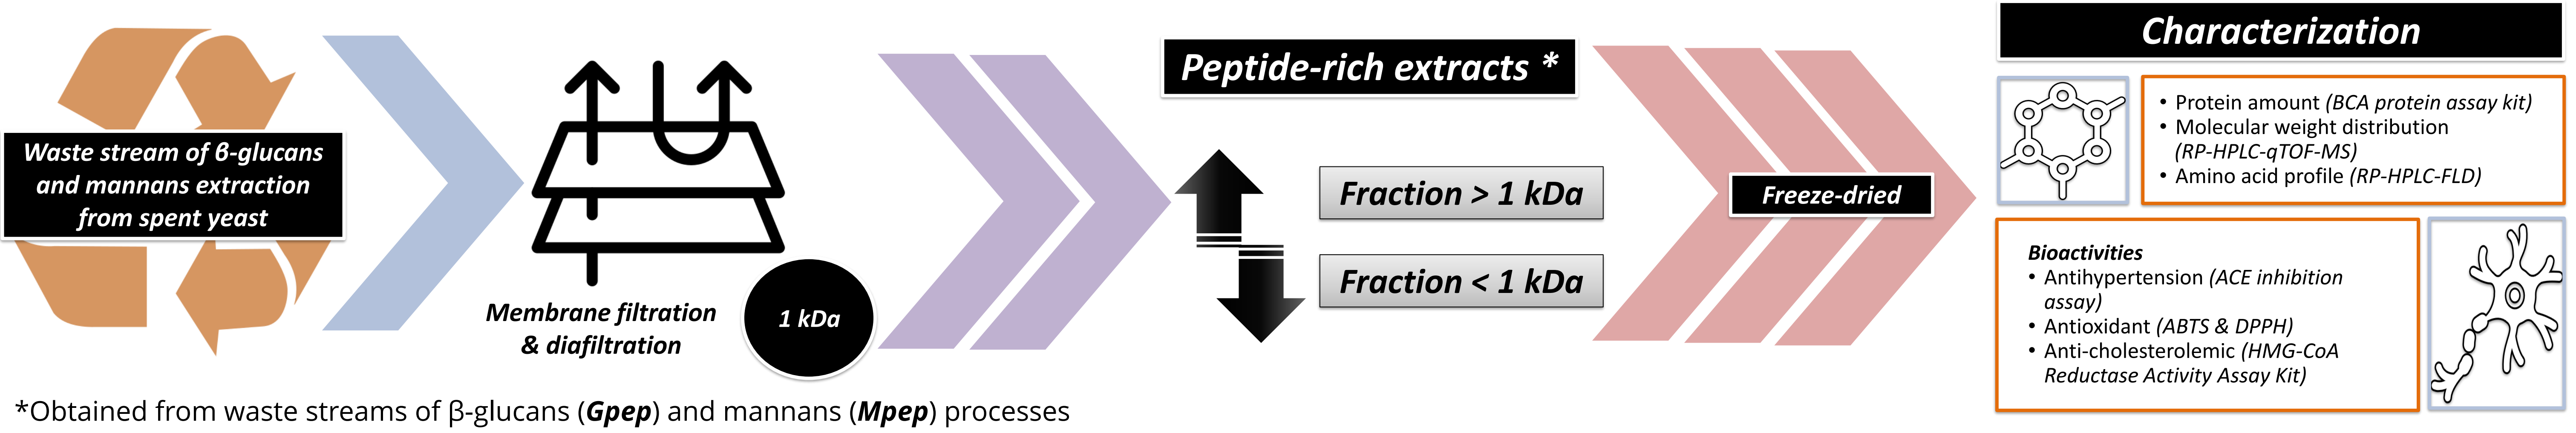 Waste stream of β-glucans
and mannans extraction
from spent yeast
Membrane filtration
& diafiltration
1 kDa
Peptide-rich extracts *
Fraction > 1 kDa
Fraction < 1 kDa
Freeze-dried
Characterization
• Protein amount (BCA protein assay kit)
• Molecular weight distribution
(RP-HPLC-qTOF-MS)
• Amino acid profile (RP-HPLC-FLD)
Bioactivities
• Antihypertension (ACE inhibition
assay)
• Antioxidant (ABTS & DPPH)
• Anti-cholesterolemic (HMG-CoA
Reductase Activity Assay Kit)
*Obtained from waste streams of β-glucans (Gpep) and mannans (Mpep) processes